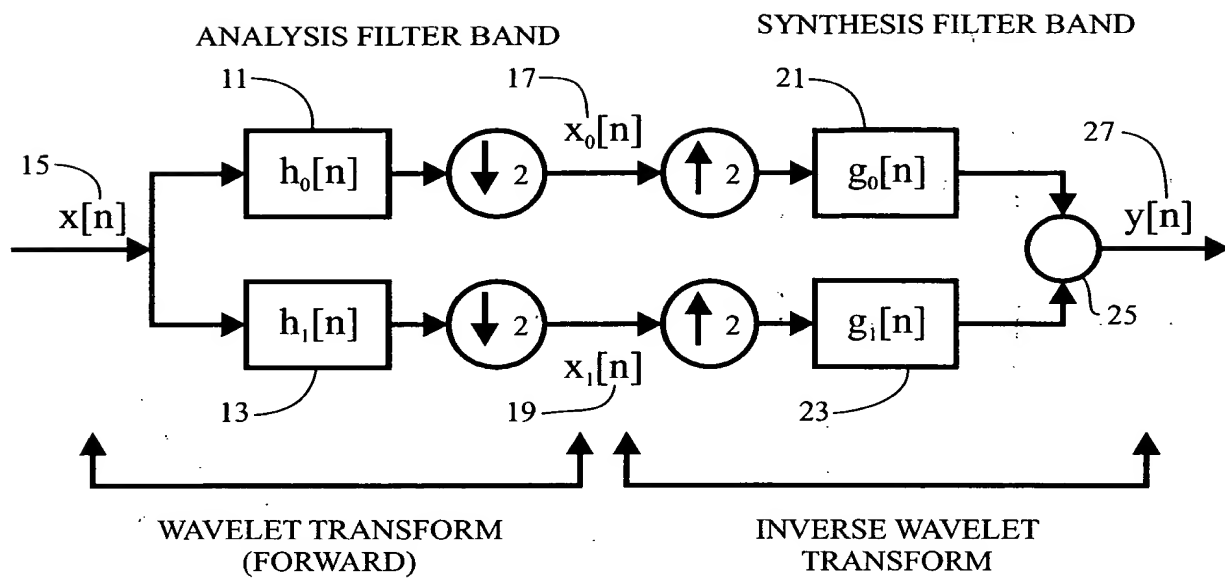 ANALYSIS FILTER BAND
SYNTHESIS FILTER BAND
11
17
21
27
15
x[n]
h₀[n]
2
x₀[n]
2
g₀[n]
y[n]
h₁[n]
2
x₁[n]
2
g₁[n]
25
13
19
23
WAVELET TRANSFORM
(FORWARD)
INVERSE WAVELET
TRANSFORM